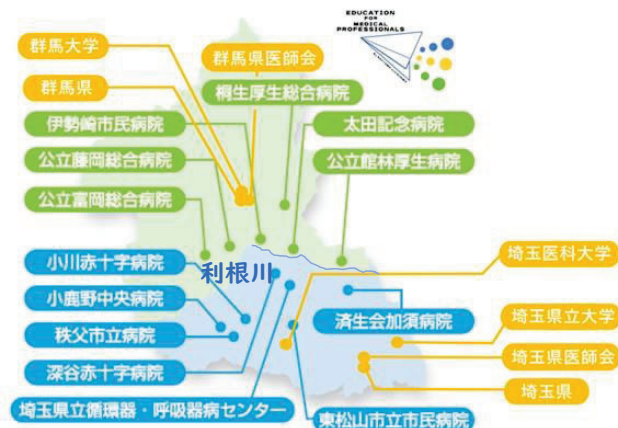 EDUCATION
FOR
MEDICAL
PROFESSIONALS
群馬大学
群馬県医師会
群馬県
桐生厚生総合病院
伊勢崎市民病院
太田記念病院
公立藤岡総合病院
公立館林厚生病院
公立富岡総合病院
小川赤十字病院
利根川
埼玉医科大学
小鹿野中央病院
済生会加須病院
埼玉県立大学
秩父市立病院
埼玉県医師会
深谷赤十字病院
埼玉県
埼玉県立循環器・呼吸器病センター
東松山市立市民病院